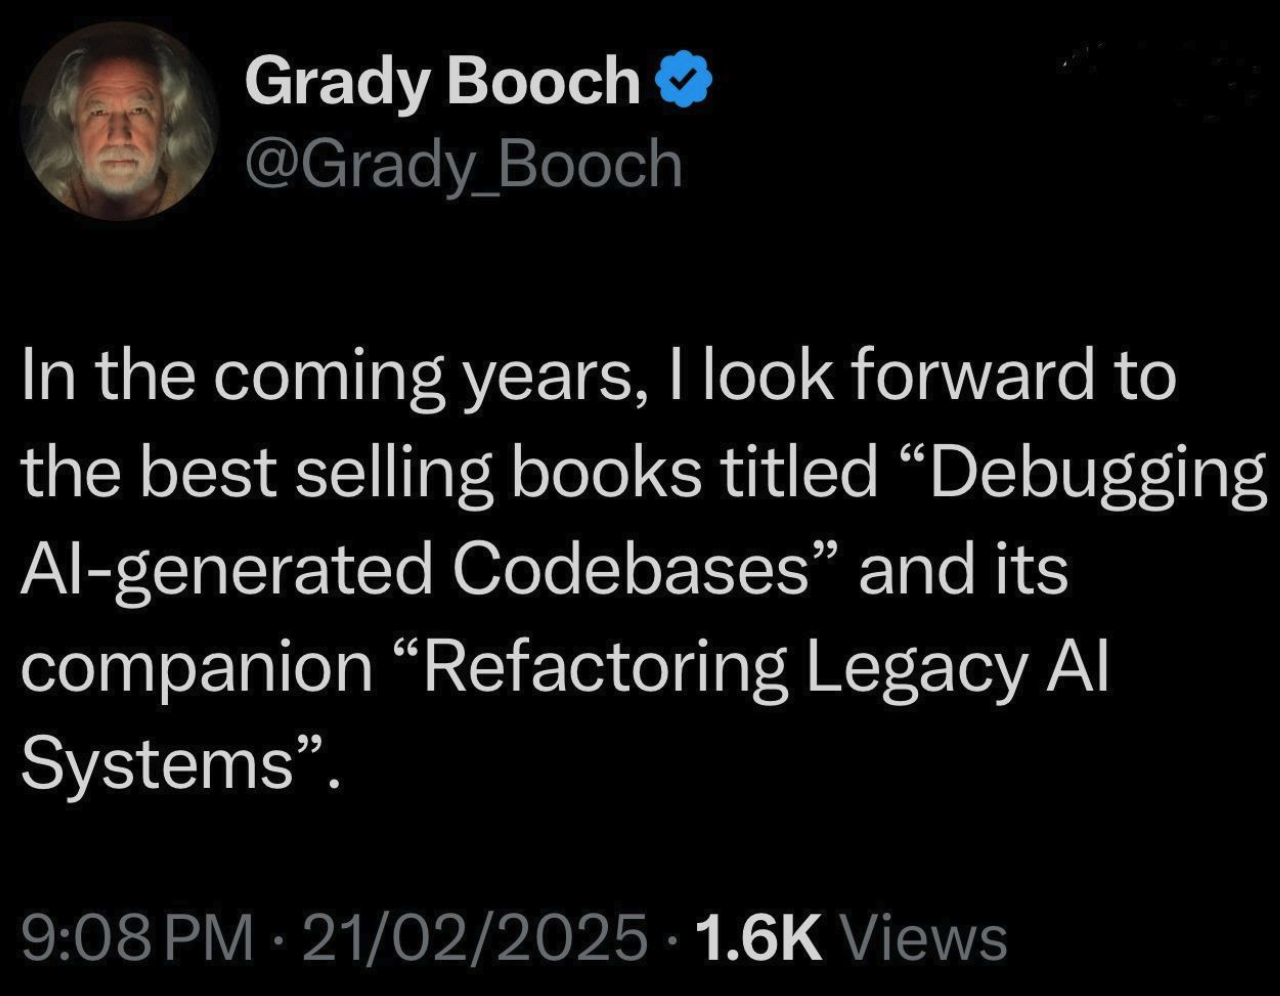 Grady Booch
@Grady_Booch
In the coming years, I look forward to
the best selling books titled “Debugging
AI-generated Codebases” and its
companion “Refactoring Legacy AI
Systems”.
9:08 PM · 21/02/2025 · 1.6K Views